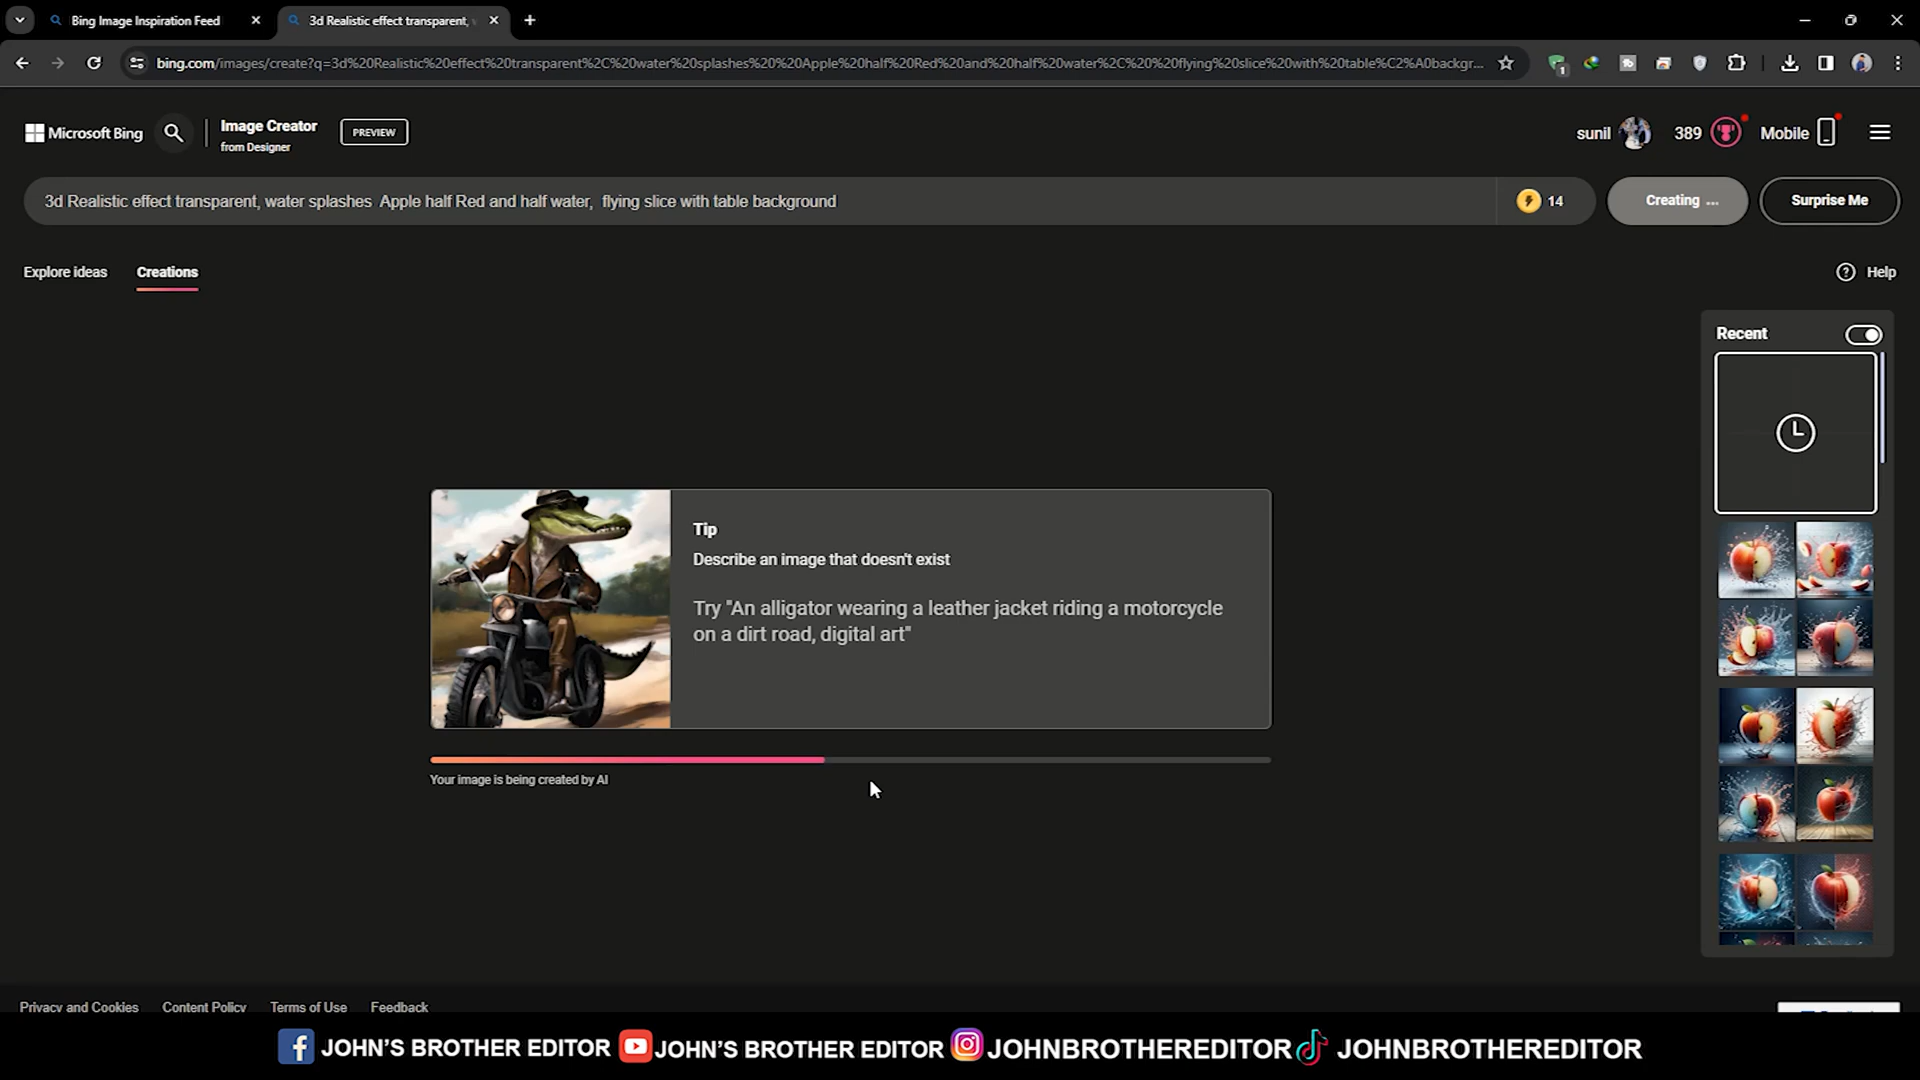 Bing Image Inspiration Feed
3d Realistic effect transparent,
bing.com/images/create?q=3d%20Realistic%20effect%20transparent%2C%20water%20splashes%20%20Apple%20half%20Red%20and%20half%20water%2C%20%20flying%20slice%20with%20table%C2%A0backgr...
1
Microsoft Bing
Image Creator
from Designer
PREVIEW
sunil
389
Mobile
3d Realistic effect transparent, water splashes  Apple half Red and half water,  flying slice with table background
14
Creating ...
Surprise Me
Explore ideas
Creations
Help
Recent
Tip
Describe an image that doesn't exist
Try "An alligator wearing a leather jacket riding a motorcycle
on a dirt road, digital art"
Your image is being created by AI
Privacy and Cookies
Content Policy
Terms of Use
Feedback
JOHN'S BROTHER EDITOR
JOHN'S BROTHER EDITOR
JOHNBROTHEREDITOR
JOHNBROTHEREDITOR